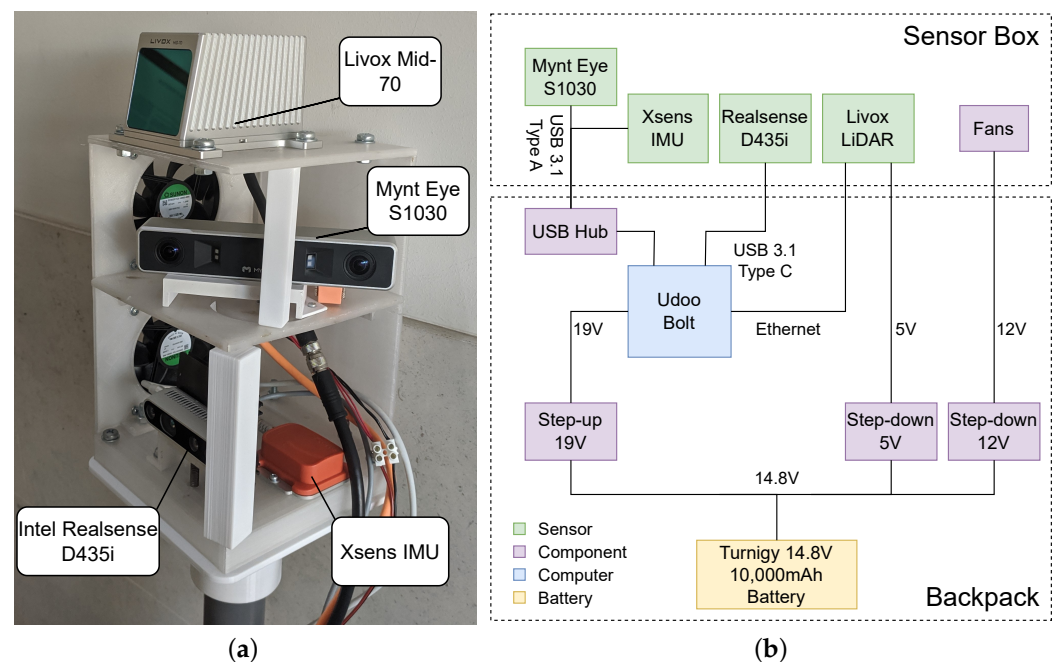 LIVOX
Livox Mid-
70
Mynt Eye
S1030
Intel Realsense
D435i
Xsens IMU
(a)
Sensor Box
Mynt Eye
S1030
USB 3.1
Type A
Xsens
IMU
Realsense
D435i
Livox
LiDAR
Fans
USB Hub
USB 3.1
Type C
Udoo
Bolt
19V
Ethernet
5V
12V
Step-up
19V
Step-down
5V
Step-down
12V
14.8V
Sensor
Component
Computer
Battery
Turnigy 14.8V
10,000mAh
Battery
Backpack
(b)